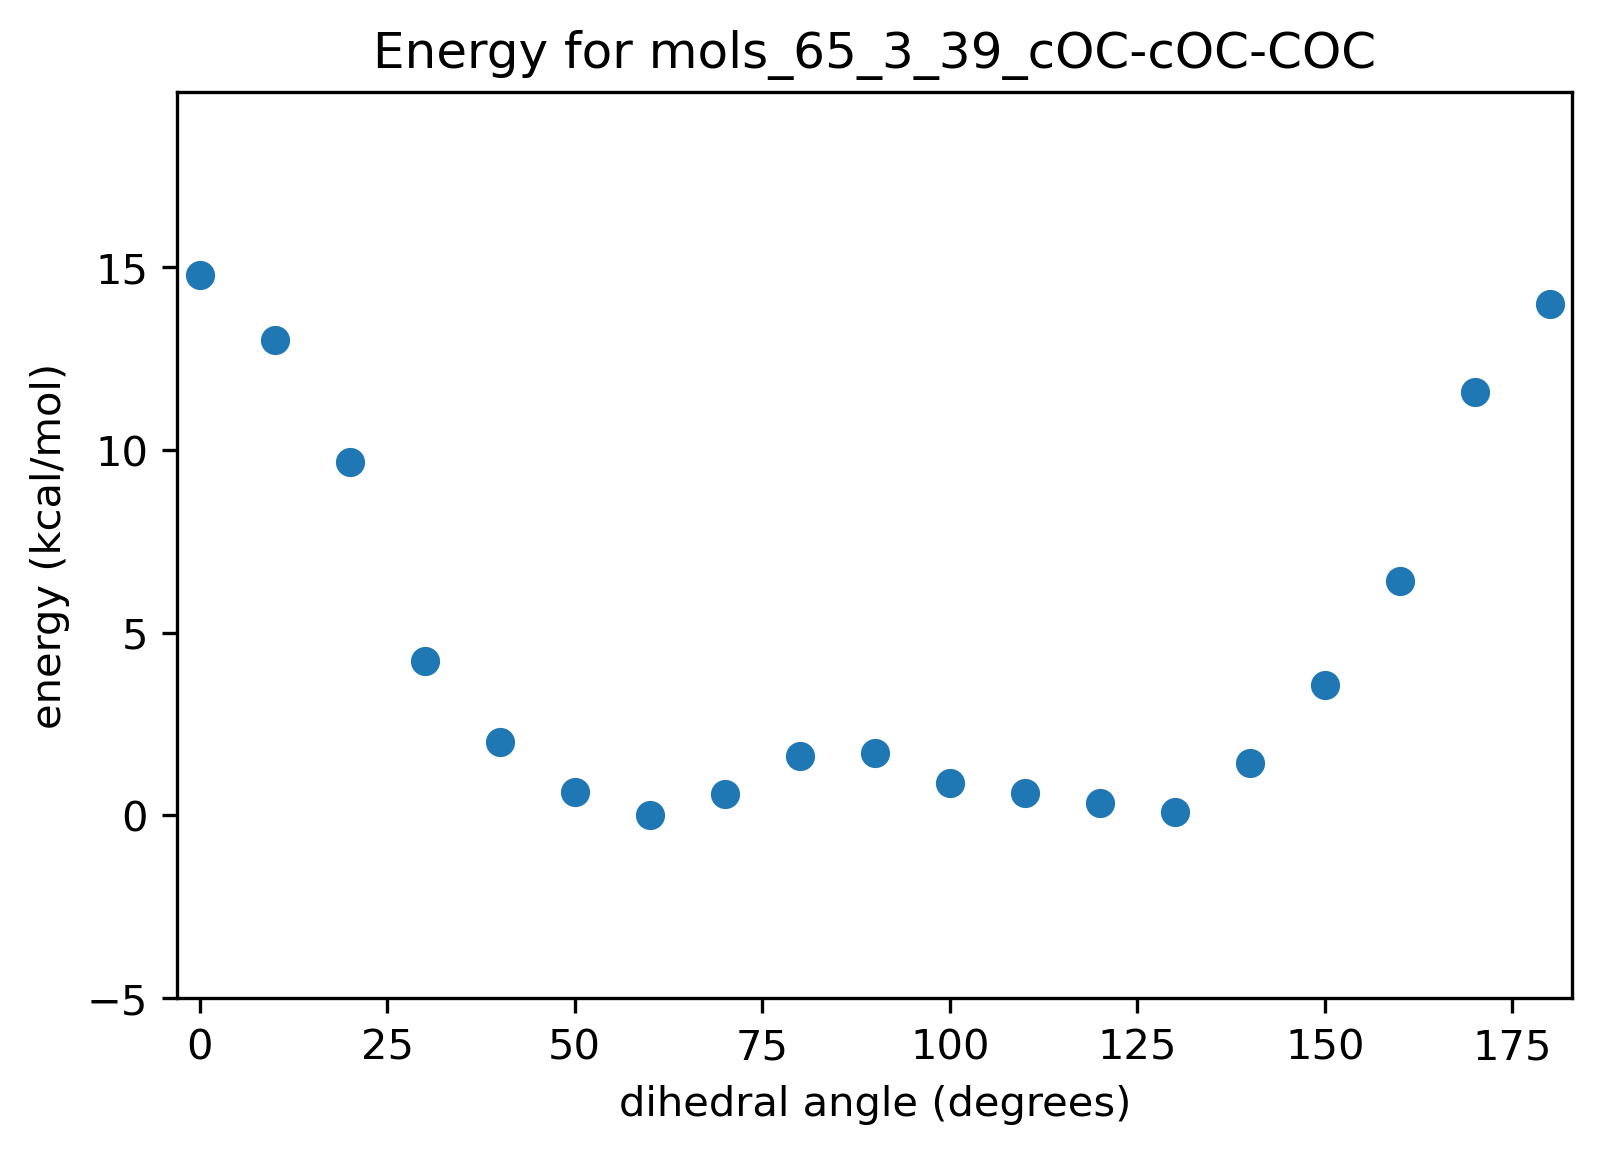 Energy for mols_65_3_39_cOC-cOC-COC
energy (kcal/mol)
15
10
5
0
−5
0 25 50 75 100 125 150 175
dihedral angle (degrees)